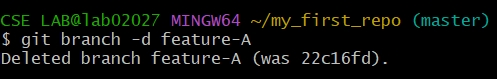 CSE LAB@lab02027 MINGW64 ~/my_first_repo (master)
$ git branch -d feature-A
Deleted branch feature-A (was 22c16fd).